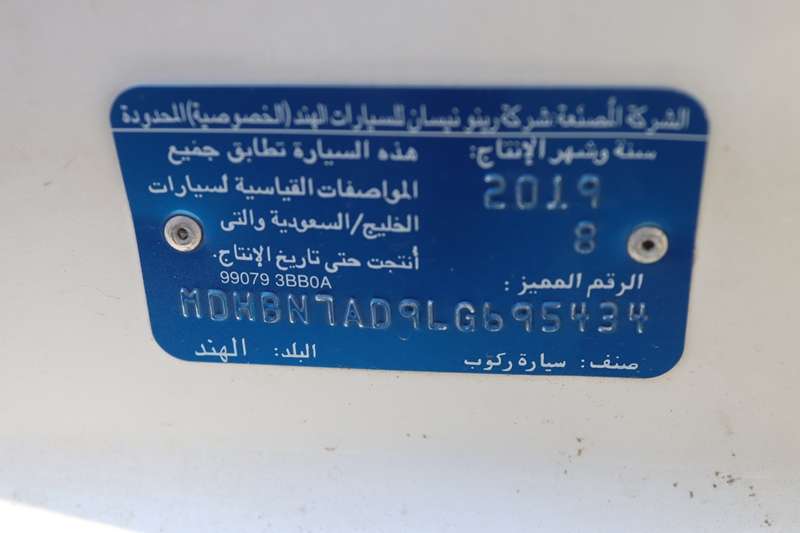 الشركة المصنعة شركة رينو نيسان للسيارات الهند (الخصوصية) المحدودة
سنة وشهر الإنتاج:
2019
8
هذه السيارة تطابق جميع
المواصفات القياسية لسيارات
الخليج/السعودية والتى
أنتجت حتى تاريخ الإنتاج.
99079 3BB0A
الرقم المميز :
MDHBN7AD9LG695434
صنف: سيارة ركوب
البلد: الهند